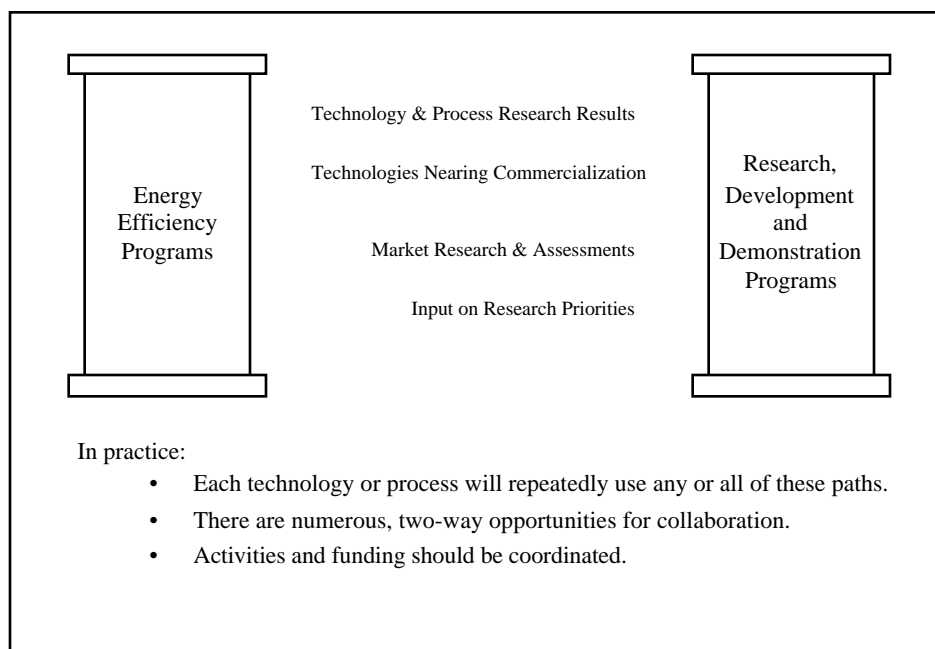 Energy
Efficiency
Programs
Technology & Process Research Results
Technologies Nearing Commercialization
Market Research & Assessments
Input on Research Priorities
Research,
Development
and
Demonstration
Programs
In practice:
• Each technology or process will repeatedly use any or all of these paths.
• There are numerous, two-way opportunities for collaboration.
• Activities and funding should be coordinated.